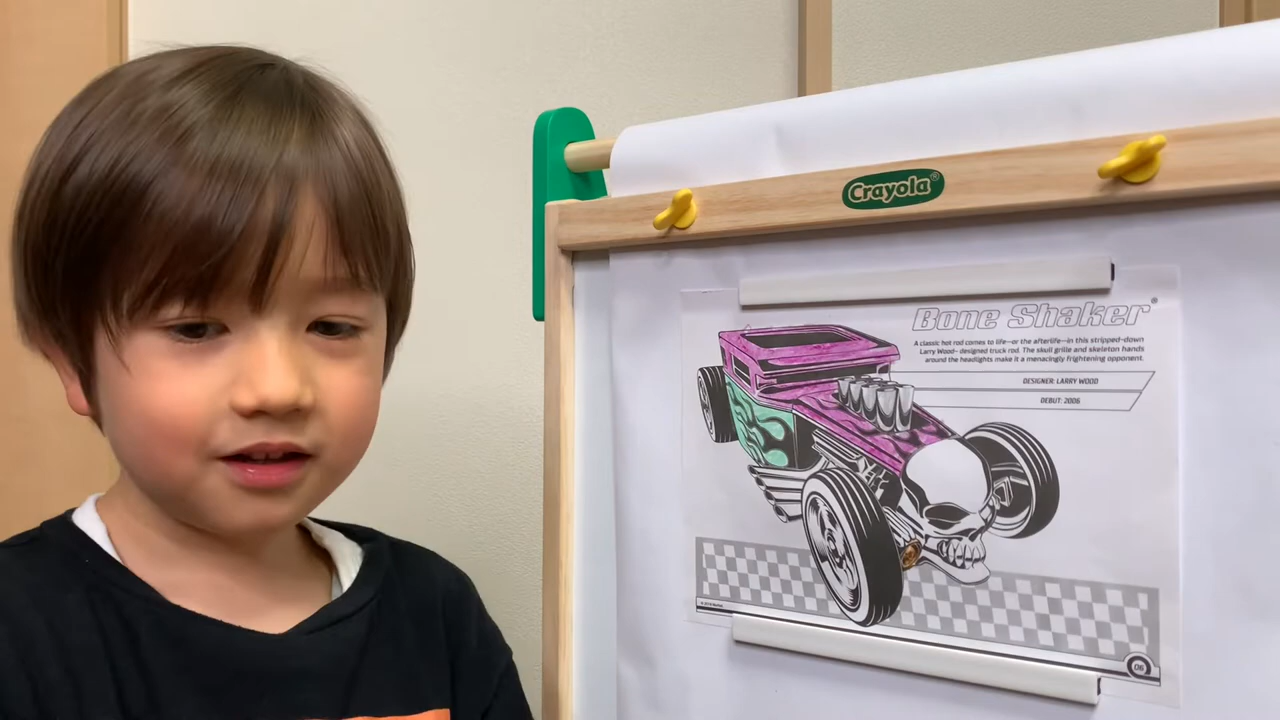 Crayola®
Bone Shaker®
A classic hot rod comes to life—or the afterlife—in this stripped-down
Larry Wood- designed truck rod. The skull grille and skeleton hands
around the headlights make it a menacingly frightening opponent.
DESIGNER: LARRY WOOD
DEBUT: 2006
06